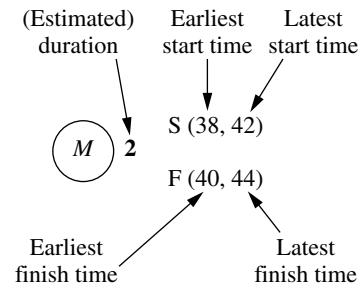 (Estimated)
duration
Earliest
start time
Latest
start time
M 2
S (38, 42)
F (40, 44)
Earliest
finish time
Latest
finish time